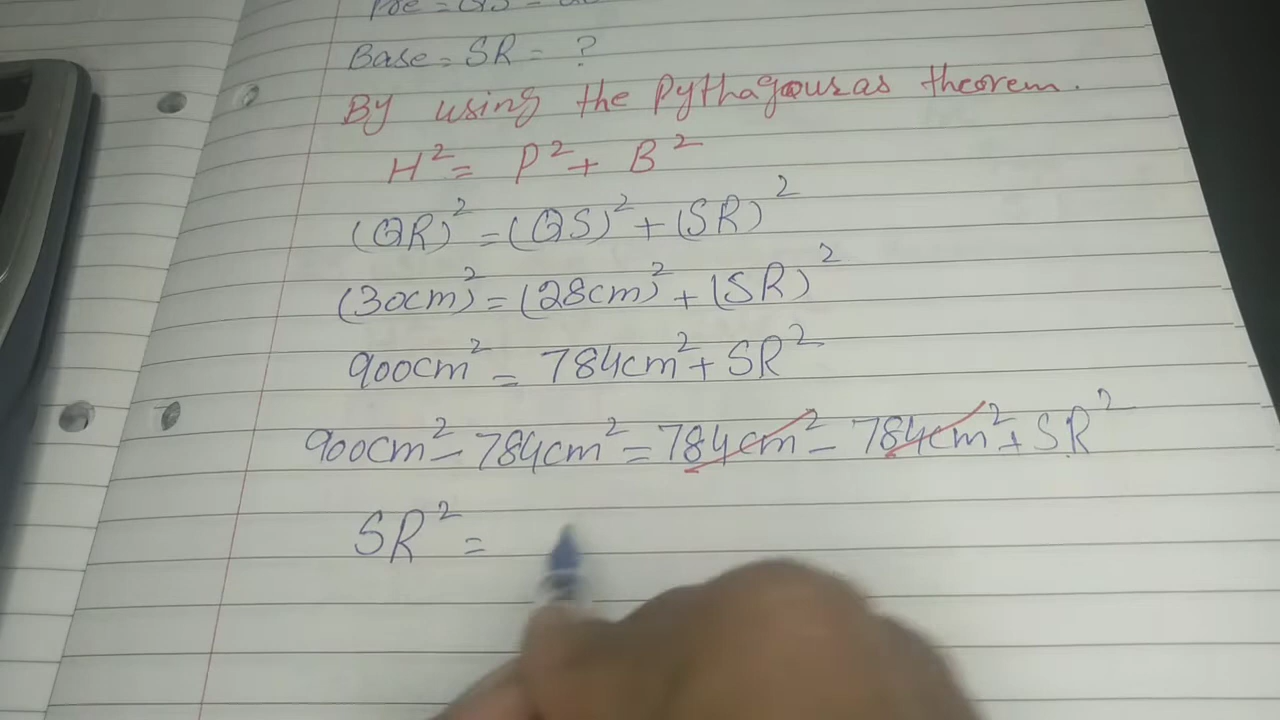 Base = SR = ?
By using the Pythagousas theorem.
H² = P² + B²
(QR)² = (QS)² + (SR)²
(30cm)² = (28cm)² + (SR)²
900cm² = 784cm² + SR²
900cm² - 784cm² = 784cm² - 784cm² + SR²
SR² =